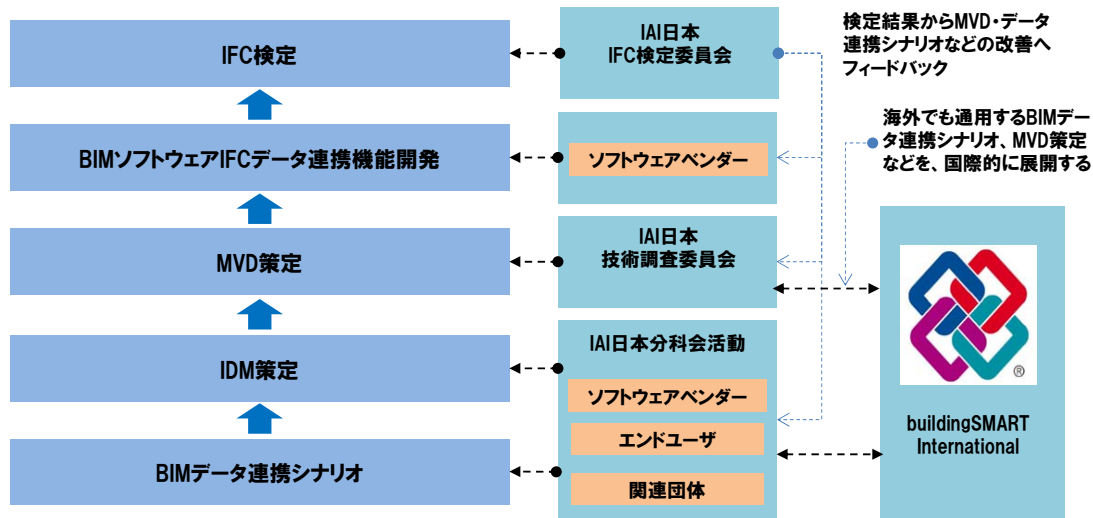 IFC検定
BIMソフトウェアIFCデータ連携機能開発
MVD策定
IDM策定
BIMデータ連携シナリオ
IAI日本
IFC検定委員会
ソフトウェアベンダー
IAI日本
技術調査委員会
IAI日本分科会活動
ソフトウェアベンダー
エンドユーザ
関連団体
検定結果からMVD・データ
連携シナリオなどの改善へ
フィードバック
海外でも通用するBIMデー
タ連携シナリオ、MVD策定
などを、国際的に展開する
®
buildingSMART
International